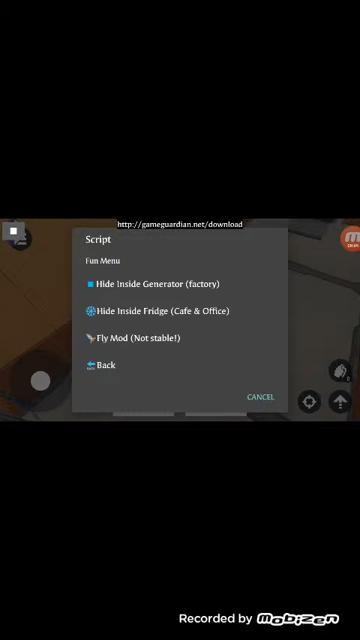 http://gameguardian.net/download
Script
Fun Menu
Hide Inside Generator (factory)
Hide Inside Fridge (Cafe & Office)
Fly Mod (Not stable!)
Back
CANCEL
Recorded by Mobizen